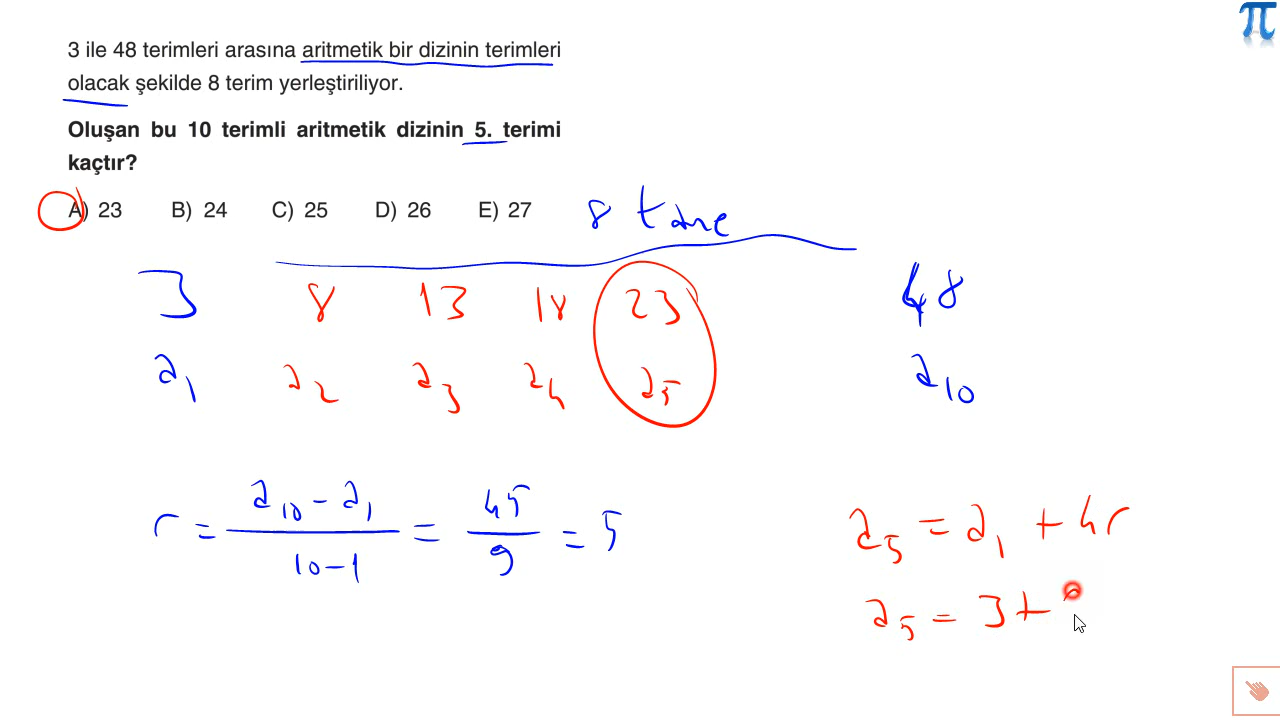 π
3 ile 48 terimleri arasına aritmetik bir dizinin terimleri
olacak şekilde 8 terim yerleştiriliyor.
Oluşan bu 10 terimli aritmetik dizinin 5. terimi
kaçtır?
A) 23 B) 24 C) 25 D) 26 E) 27
8 tane
3 8 13 18 23 48
a₁ a₂ a₃ a₄ a₅ a₁₀
r = (a₁₀ - a₁)/(10 - 1) = 45/9 = 5
a₅ = a₁ + 4r
a₅ = 3 +